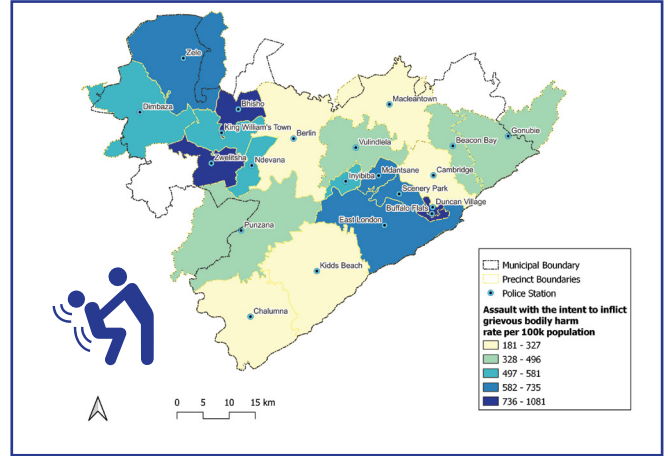 Zele
Dimbaza
Bhisho
King William's Town
Zwelitsha
Ndevana
Berlin
Macleantown
Vulindlela
Beacon Bay
Gonubie
Inyibiba
Mdantsane
Cambridge
Scenery Park
Duncan Village
Buffalo Flats
East London
Punzana
Kidds Beach
Chalumna
Municipal Boundary
Precinct Boundaries
Police Station
Assault with the intent to inflict
grievous bodily harm
rate per 100k population
181 - 327
328 - 496
497 - 581
582 - 735
736 - 1081
0 5 10 15 km